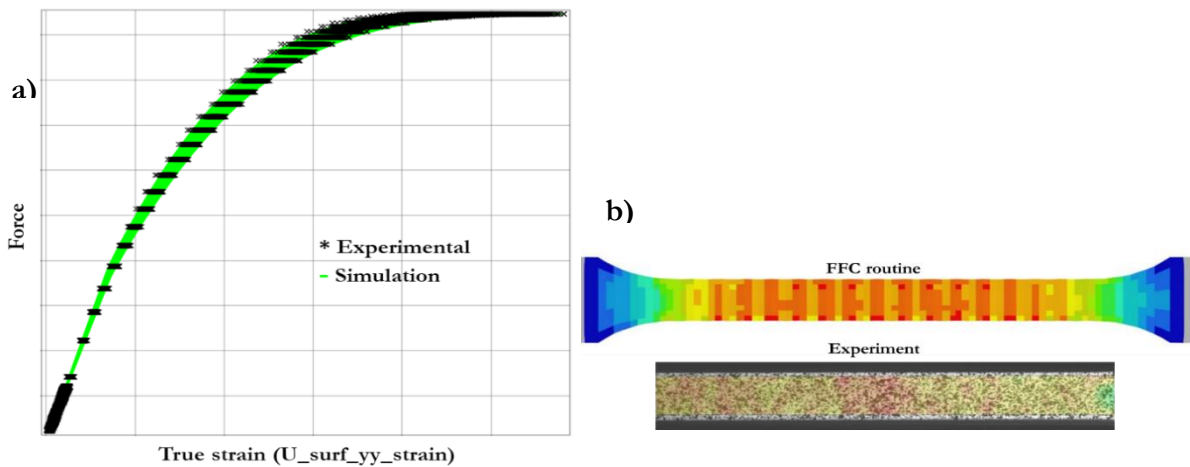 a)
Force
* Experimental
- Simulation
True strain (U_surf_yy_strain)
b)
FFC routine
Experiment